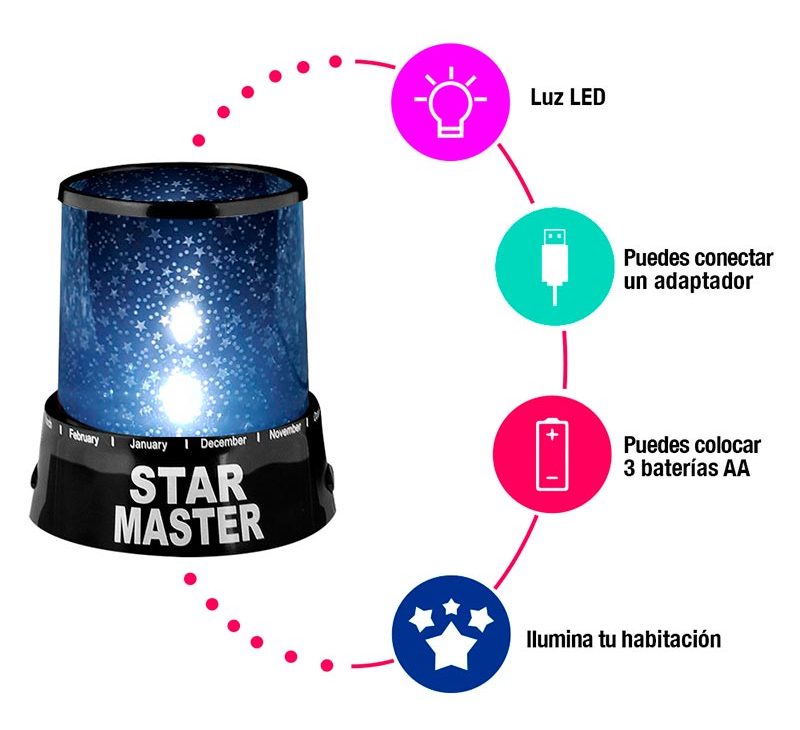 Luz LED
Puedes conectar
un adaptador
February
January
December
November
STAR
MASTER
Puedes colocar
3 baterías AA
Ilumina tu habitación